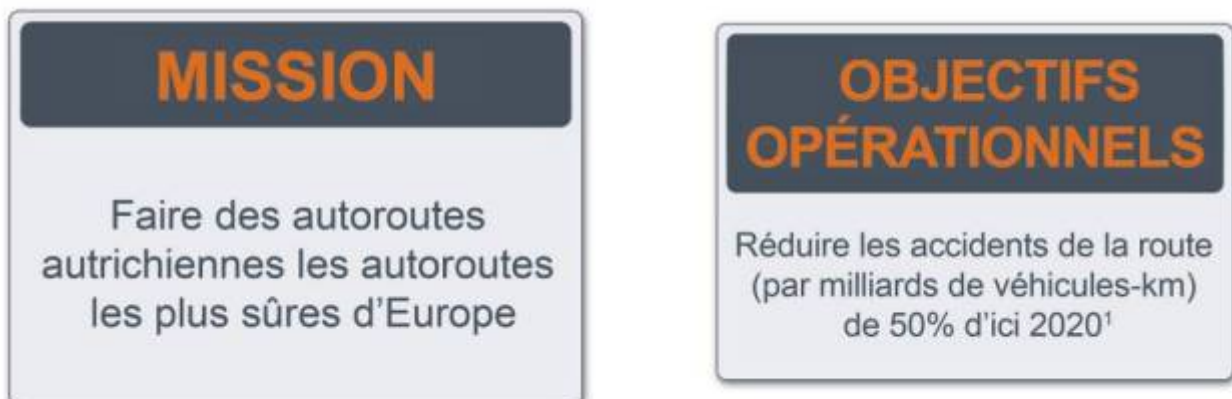 MISSION
Faire des autoroutes
autrichiennes les autoroutes
les plus sûres d'Europe
OBJECTIFS
OPÉRATIONNELS
Réduire les accidents de la route
(par milliards de véhicules-km)
de 50% d'ici 2020¹